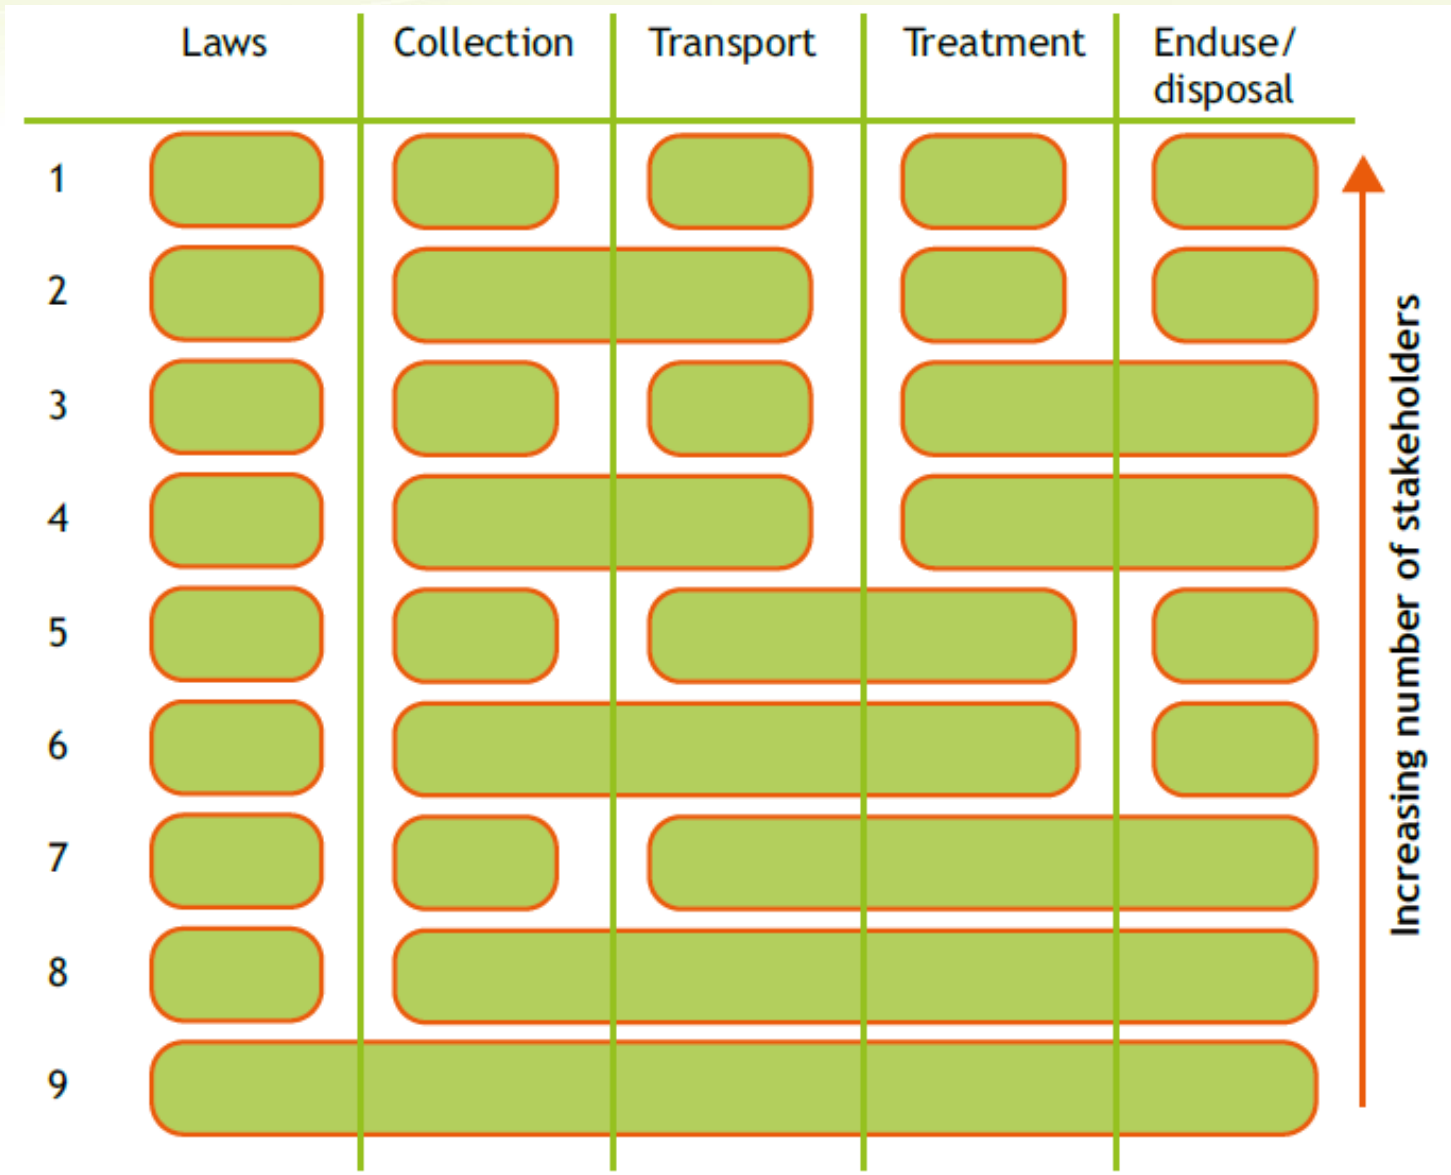 Laws
Collection
Transport
Treatment
Enduse/
disposal
1
2
3
4
5
6
7
8
9
Increasing number of stakeholders